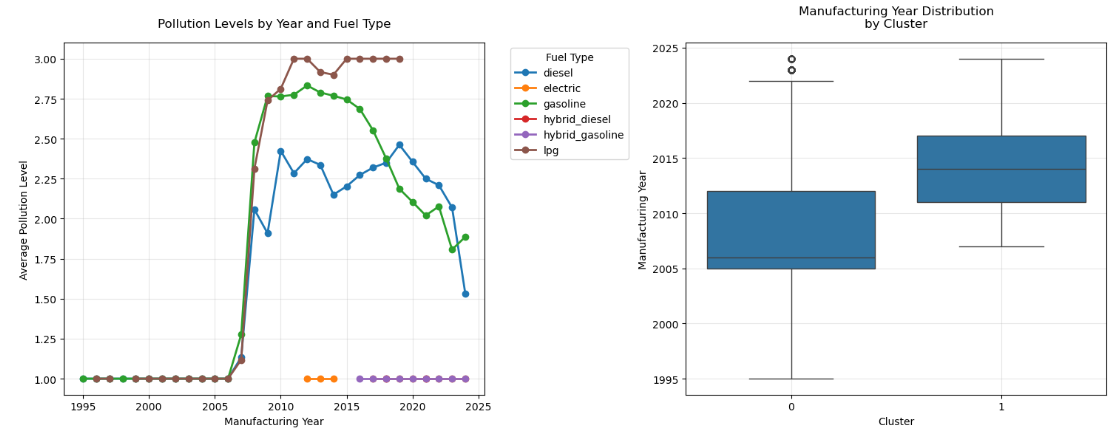 Pollution Levels by Year and Fuel Type
Average Pollution Level
3.00
2.75
2.50
2.25
2.00
1.75
1.50
1.25
1.00
1995 2000 2005 2010 2015 2020 2025
Manufacturing Year
Fuel Type
diesel
electric
gasoline
hybrid_diesel
hybrid_gasoline
lpg
Manufacturing Year Distribution
by Cluster
Manufacturing Year
2025
2020
2015
2010
2005
2000
1995
0 1
Cluster